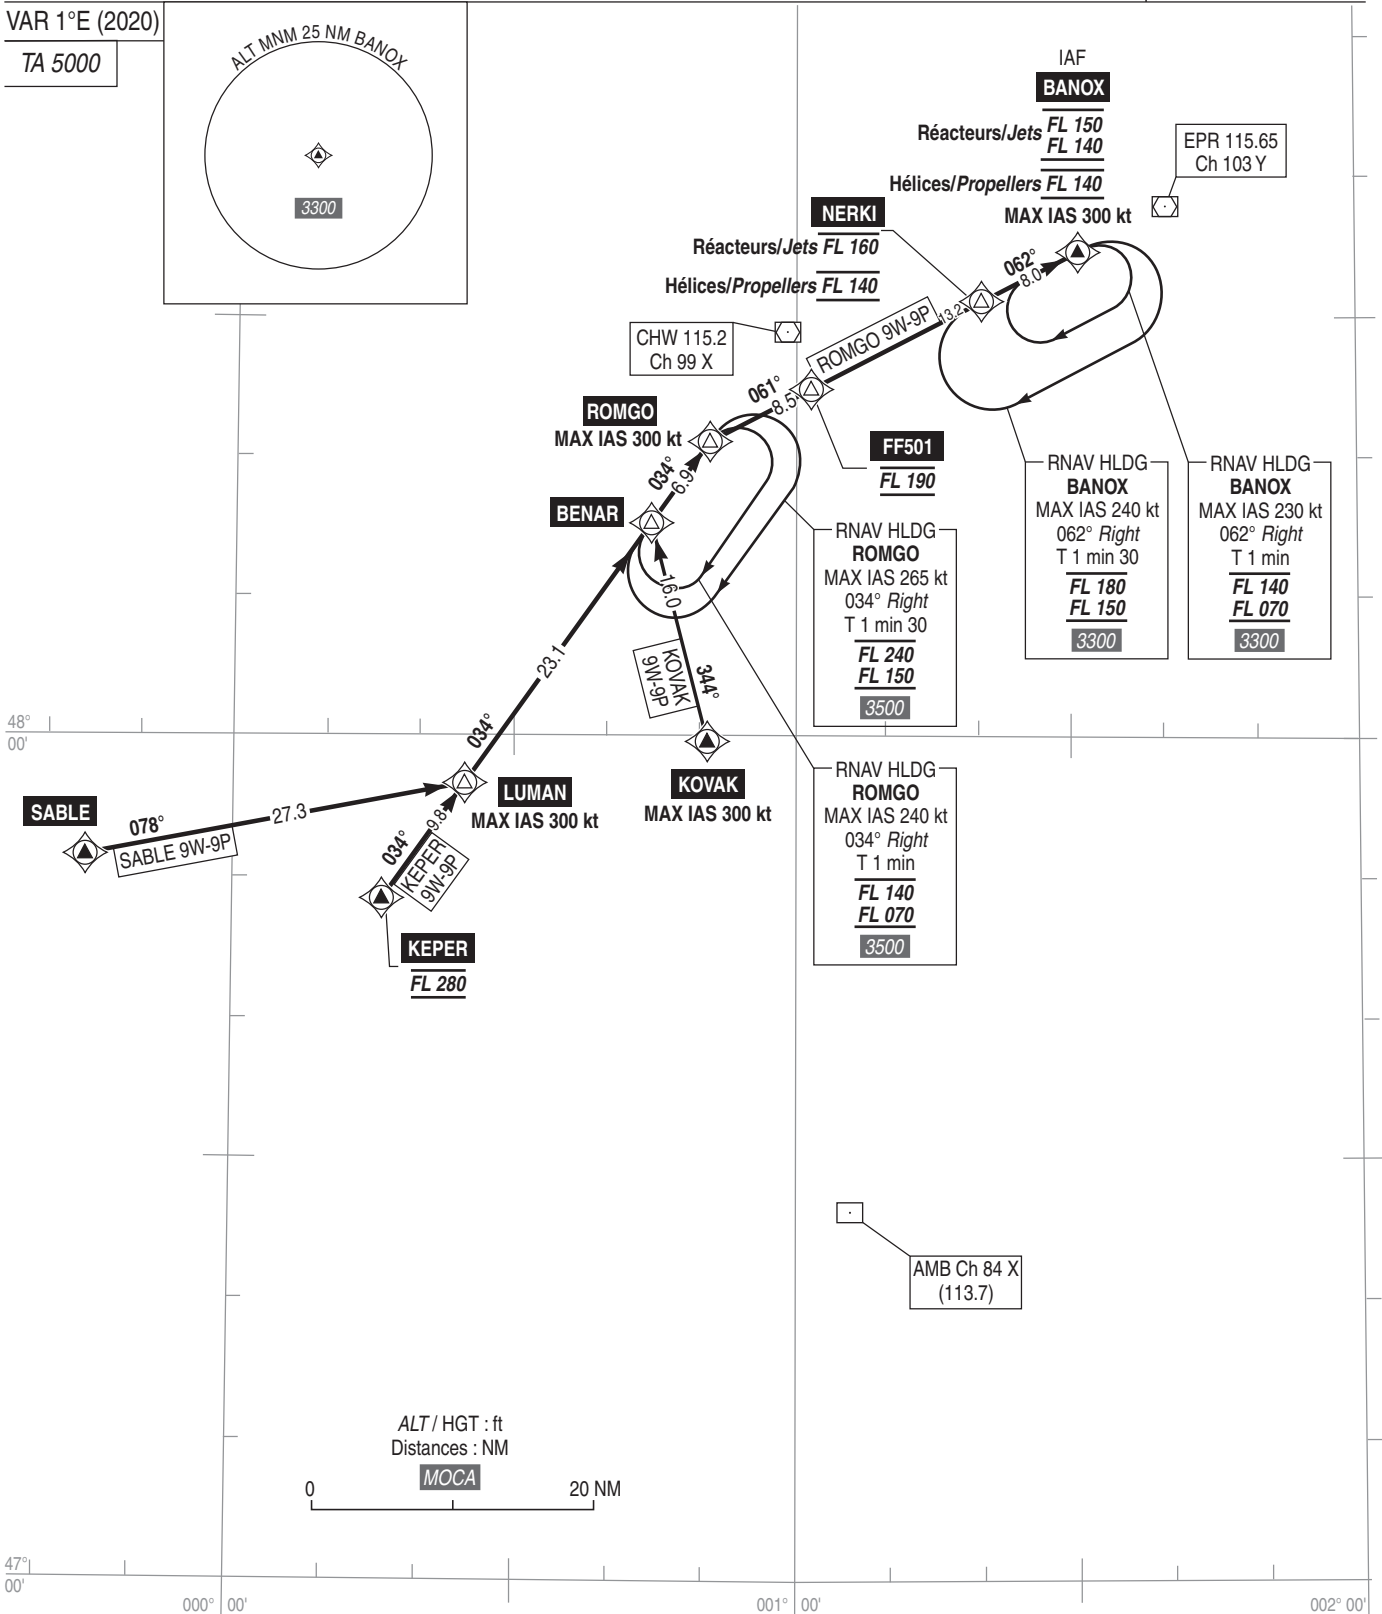 VAR 1°E (2020)
TA 5000
ALT MNM 25 NM BANOX
3300
IAF
BANOX
Réacteurs/Jets FL 150
FL 140
Hélices/Propellers FL 140
MAX IAS 300 kt
EPR 115.65
Ch 103 Y
NERKI
Réacteurs/Jets FL 160
Hélices/Propellers FL 140
062°
8.0
CHW 115.2
Ch 99 X
ROMGO 9W-9P
13.2
061°
8.5
ROMGO
MAX IAS 300 kt
FF501
FL 190
034°
6.9
BENAR
RNAV HLDG
BANOX
MAX IAS 240 kt
062° Right
T 1 min 30
FL 180
FL 150
3300
RNAV HLDG
BANOX
MAX IAS 230 kt
062° Right
T 1 min
FL 140
FL 070
3300
RNAV HLDG
ROMGO
MAX IAS 265 kt
034° Right
T 1 min 30
FL 240
FL 150
3500
16.0
KOVAK
9W-9P
344°
23.1
034°
48°
00'
KOVAK
MAX IAS 300 kt
LUMAN
MAX IAS 300 kt
SABLE
078°
27.3
SABLE 9W-9P
034°
9.8
KEPER
9W-9P
KEPER
FL 280
RNAV HLDG
ROMGO
MAX IAS 240 kt
034° Right
T 1 min
FL 140
FL 070
3500
AMB Ch 84 X
(113.7)
ALT / HGT : ft
Distances : NM
MOCA
0 20 NM
47°
00'
000° 00'
001° 00'
002° 00'